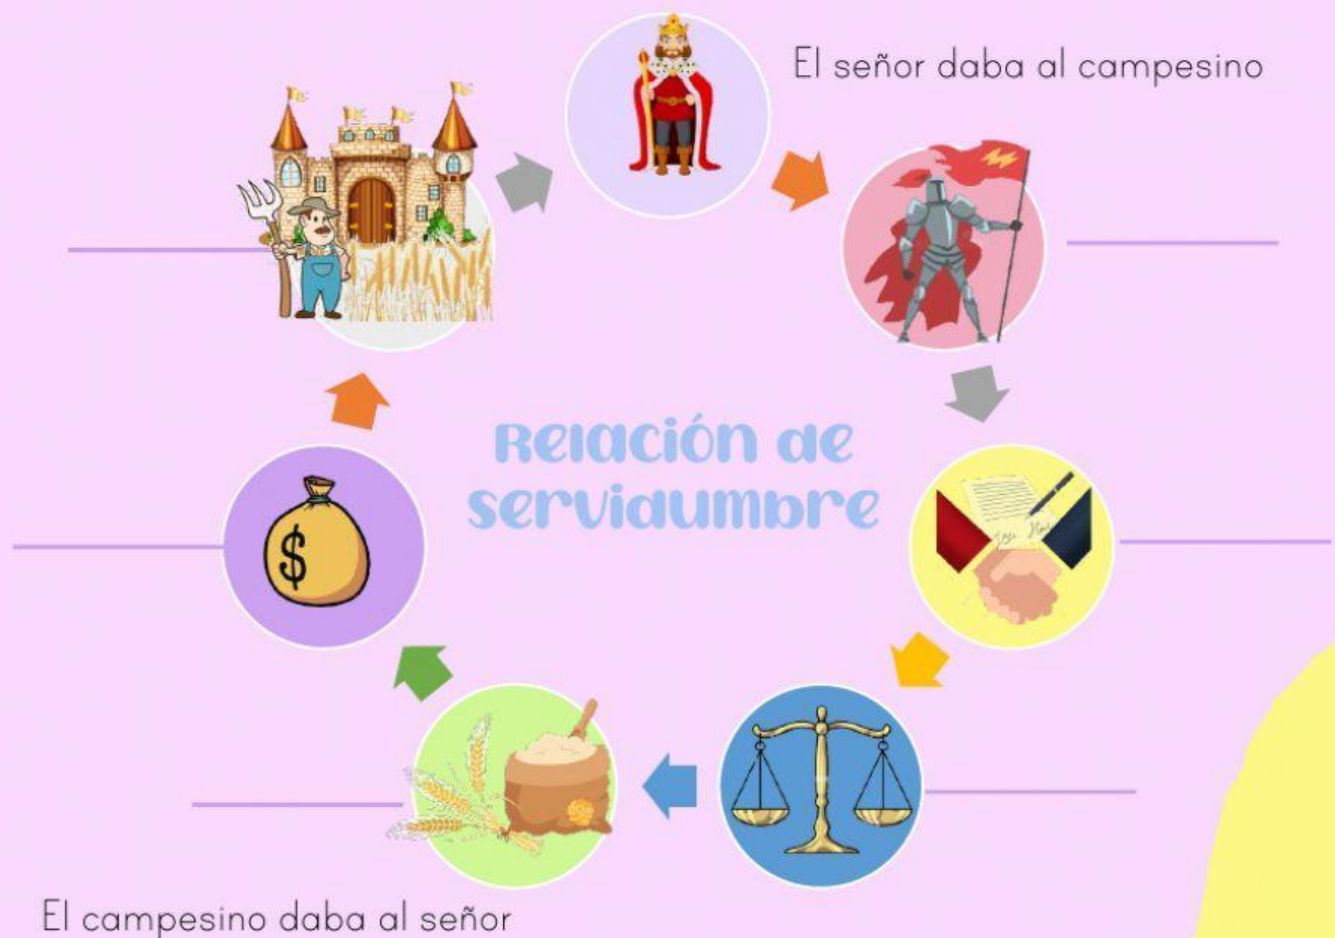 El señor daba al campesino
Relación de
servidumbre
$
El campesino daba al señor